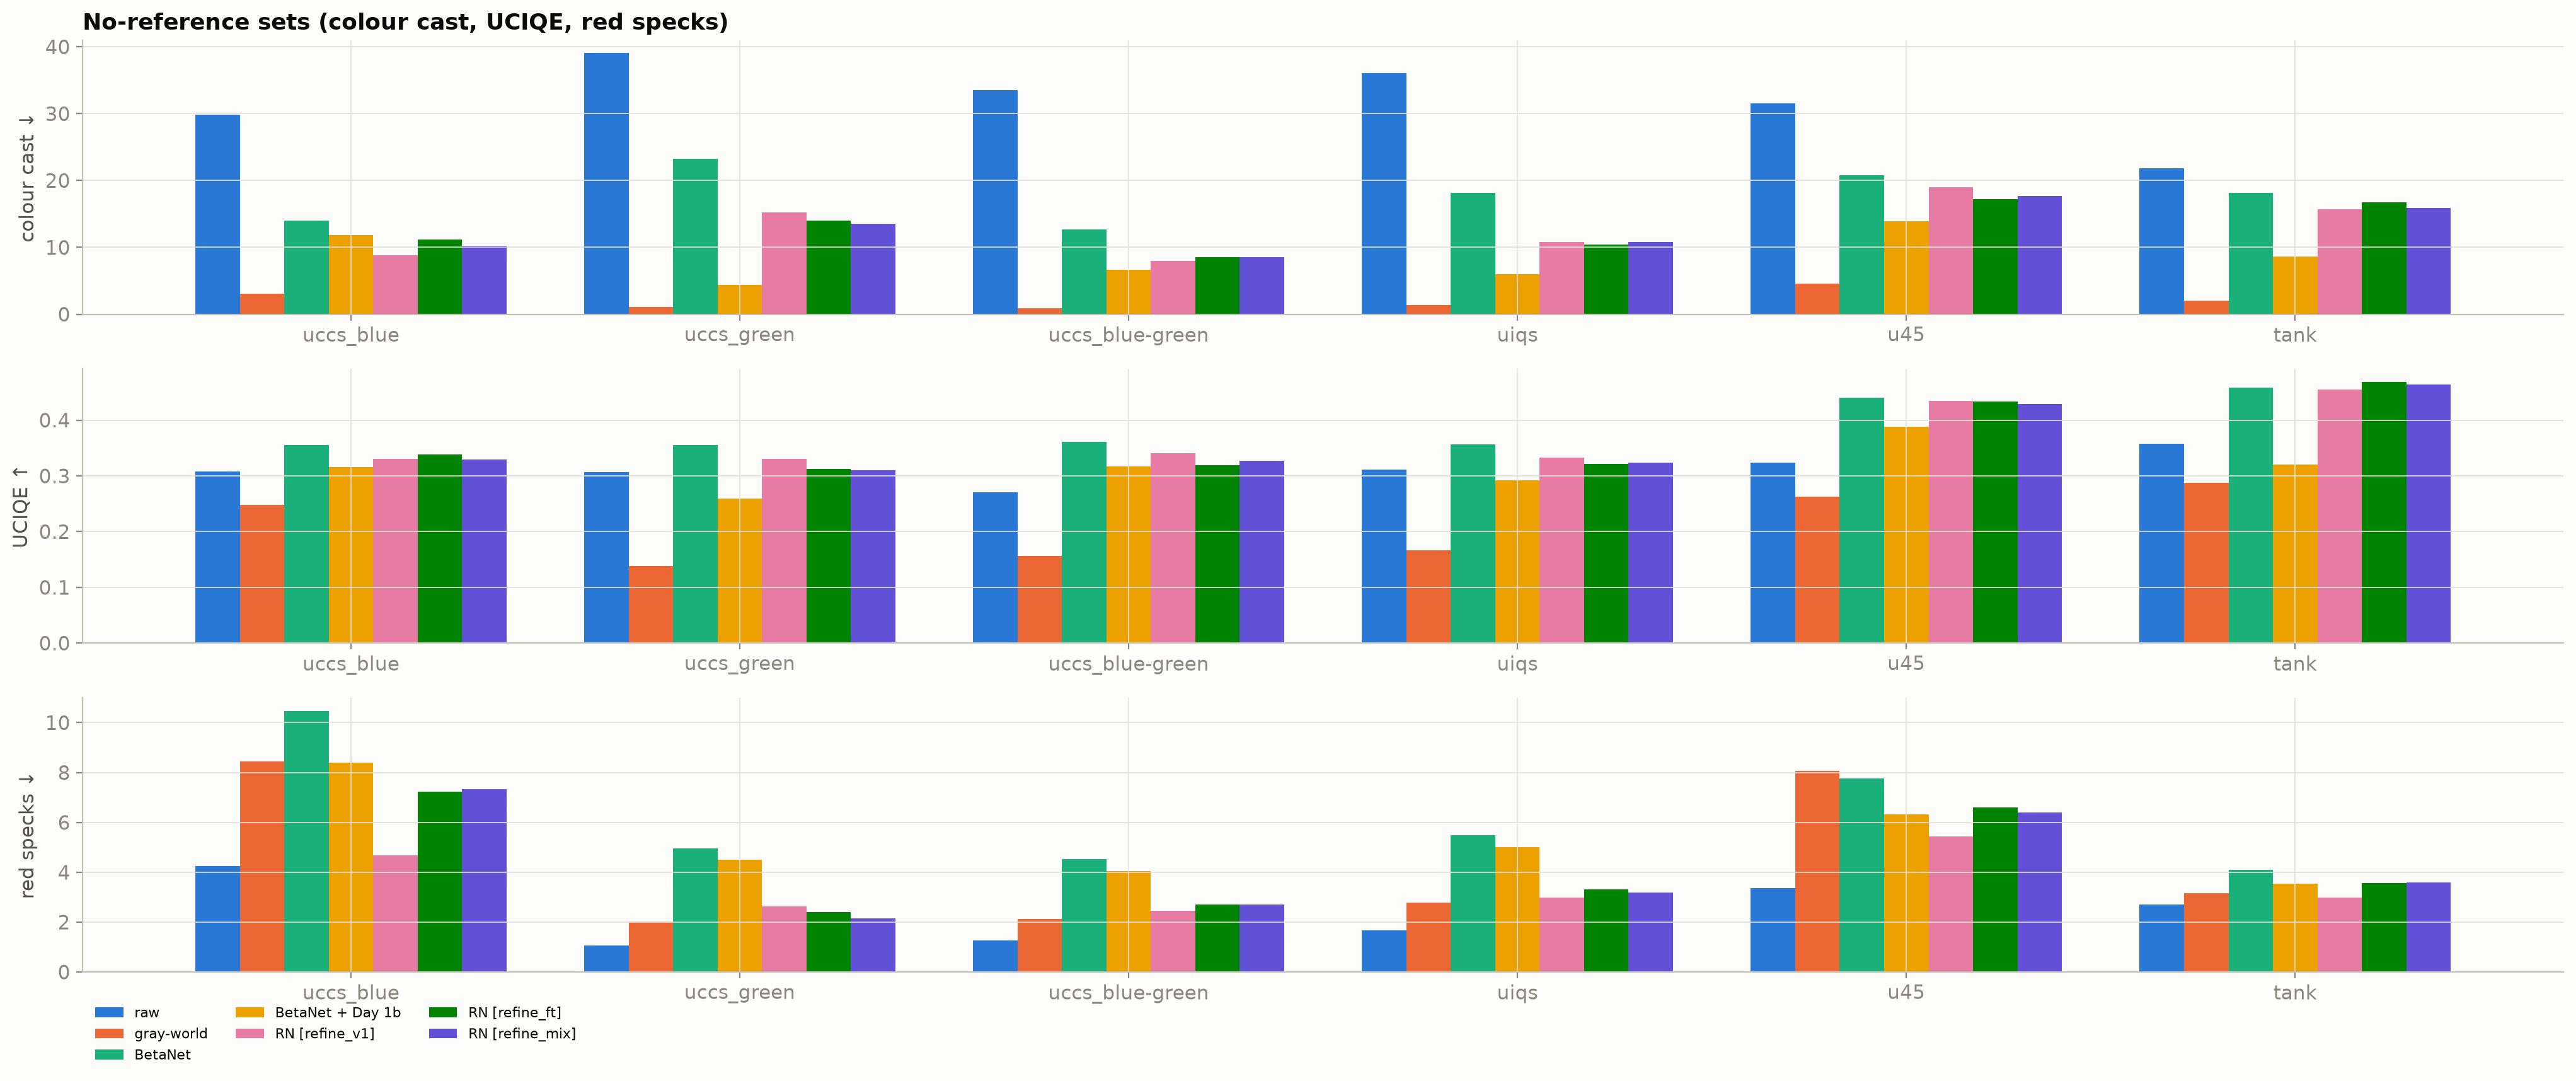 No-reference sets (colour cast, UCIQE, red specks)
colour cast ↓
40
30
20
10
0
uccs_blue uccs_green uccs_blue-green uiqs u45 tank
UCIQE ↑
0.4
0.3
0.2
0.1
0.0
uccs_blue uccs_green uccs_blue-green uiqs u45 tank
red specks ↓
10
8
6
4
2
0
uccs_blue uccs_green uccs_blue-green uiqs u45 tank
raw
gray-world
BetaNet
BetaNet + Day 1b
RN [refine_v1]
RN [refine_ft]
RN [refine_mix]